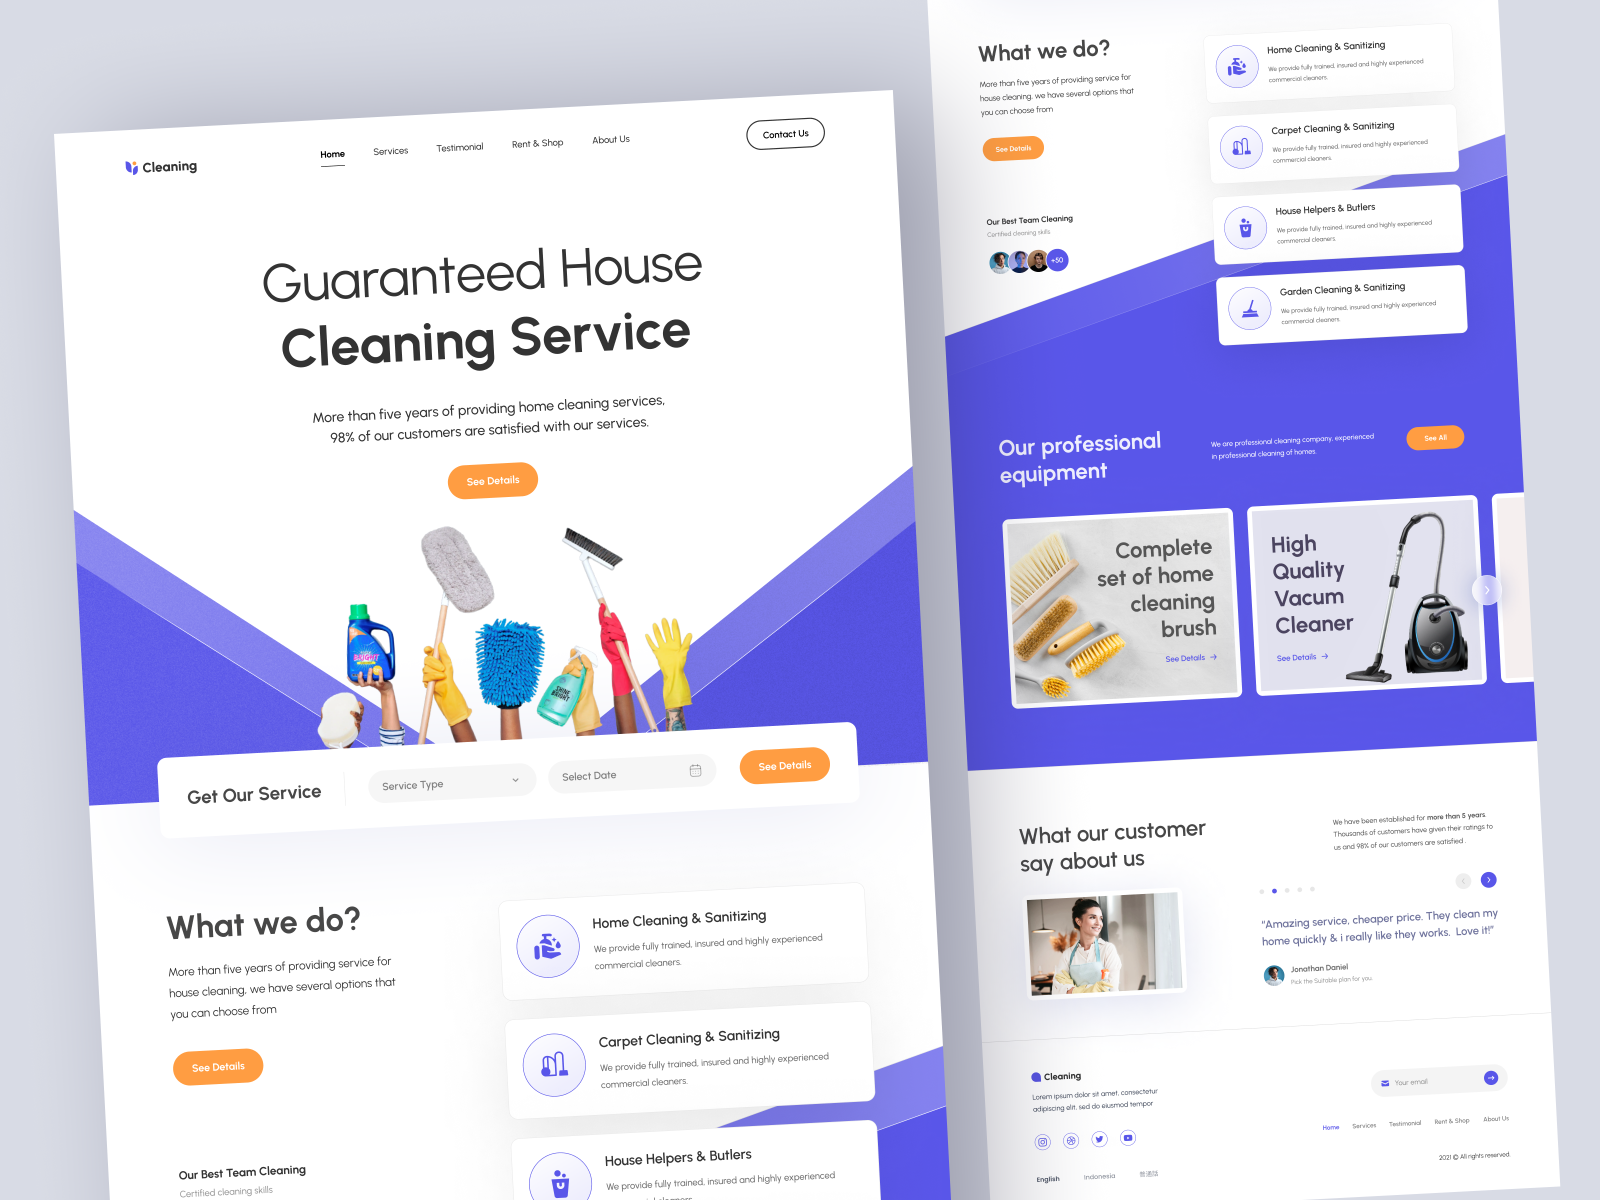 Cleaning
Home
Services
Testimonial
Rent & Shop
About Us
Contact Us
Guaranteed House
Cleaning Service
More than five years of providing home cleaning services,
98% of our customers are satisfied with our services.
See Details
BRIGHT
SHINE
BRIGHT
Get Our Service
Service Type
Select Date
See Details
What we do?
More than five years of providing service for
house cleaning, we have several options that
you can choose from
See Details
Our Best Team Cleaning
Certified cleaning skills
Home Cleaning & Sanitizing
We provide fully trained, insured and highly experienced
commercial cleaners.
Carpet Cleaning & Sanitizing
We provide fully trained, insured and highly experienced
commercial cleaners.
House Helpers & Butlers
We provide fully trained, insured and highly experienced
commercial cleaners.
What we do?
More than five years of providing service for
house cleaning, we have several options that
you can choose from
See Details
Our Best Team Cleaning
Certified cleaning skills
+50
Home Cleaning & Sanitizing
We provide fully trained, insured and highly experienced
commercial cleaners.
Carpet Cleaning & Sanitizing
We provide fully trained, insured and highly experienced
commercial cleaners.
House Helpers & Butlers
We provide fully trained, insured and highly experienced
commercial cleaners.
Garden Cleaning & Sanitizing
We provide fully trained, insured and highly experienced
commercial cleaners.
Our professional
equipment
We are professional cleaning company, experienced
in professional cleaning of homes.
See All
Complete
set of home
cleaning
brush
See Details
High
Quality
Vacum
Cleaner
See Details
What our customer
say about us
We have been established for more than 5 years.
Thousands of customers have given their ratings to
us and 98% of our customers are satisfied .
“Amazing service, cheaper price. They clean my
home quickly & i really like they works. Love it!”
Jonathan Daniel
Pick the Suitable plan for you
Cleaning
Lorem ipsum dolor sit amet, consectetur
adipiscing elit, sed do eiusmod tempor
English
Indonesia
普通話
Your email
Home
Services
Testimonial
Rent & Shop
About Us
2021 © All rights reserved.